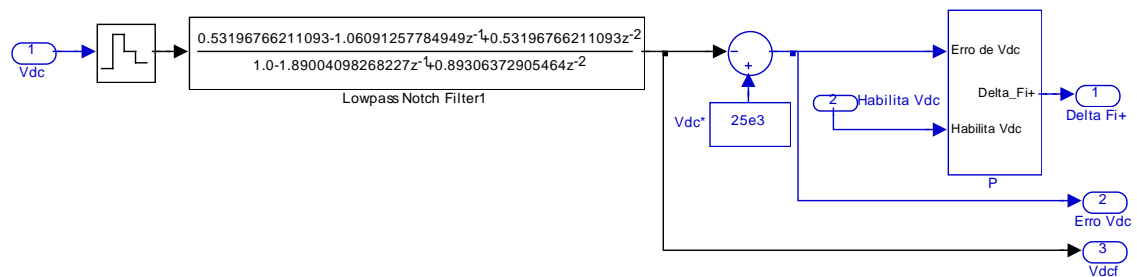 1
Vdc
0.53196766211093-1.06091257784949z-1+0.53196766211093z-2
1.0-1.89004098268227z-1+0.89306372905464z-2
Lowpass Notch Filter1
−
+
Vdc*
25e3
2
Habilita Vdc
Erro de Vdc
Habilita Vdc
Delta_Fi+
P
1
Delta Fi+
2
Erro Vdc
3
Vdcf